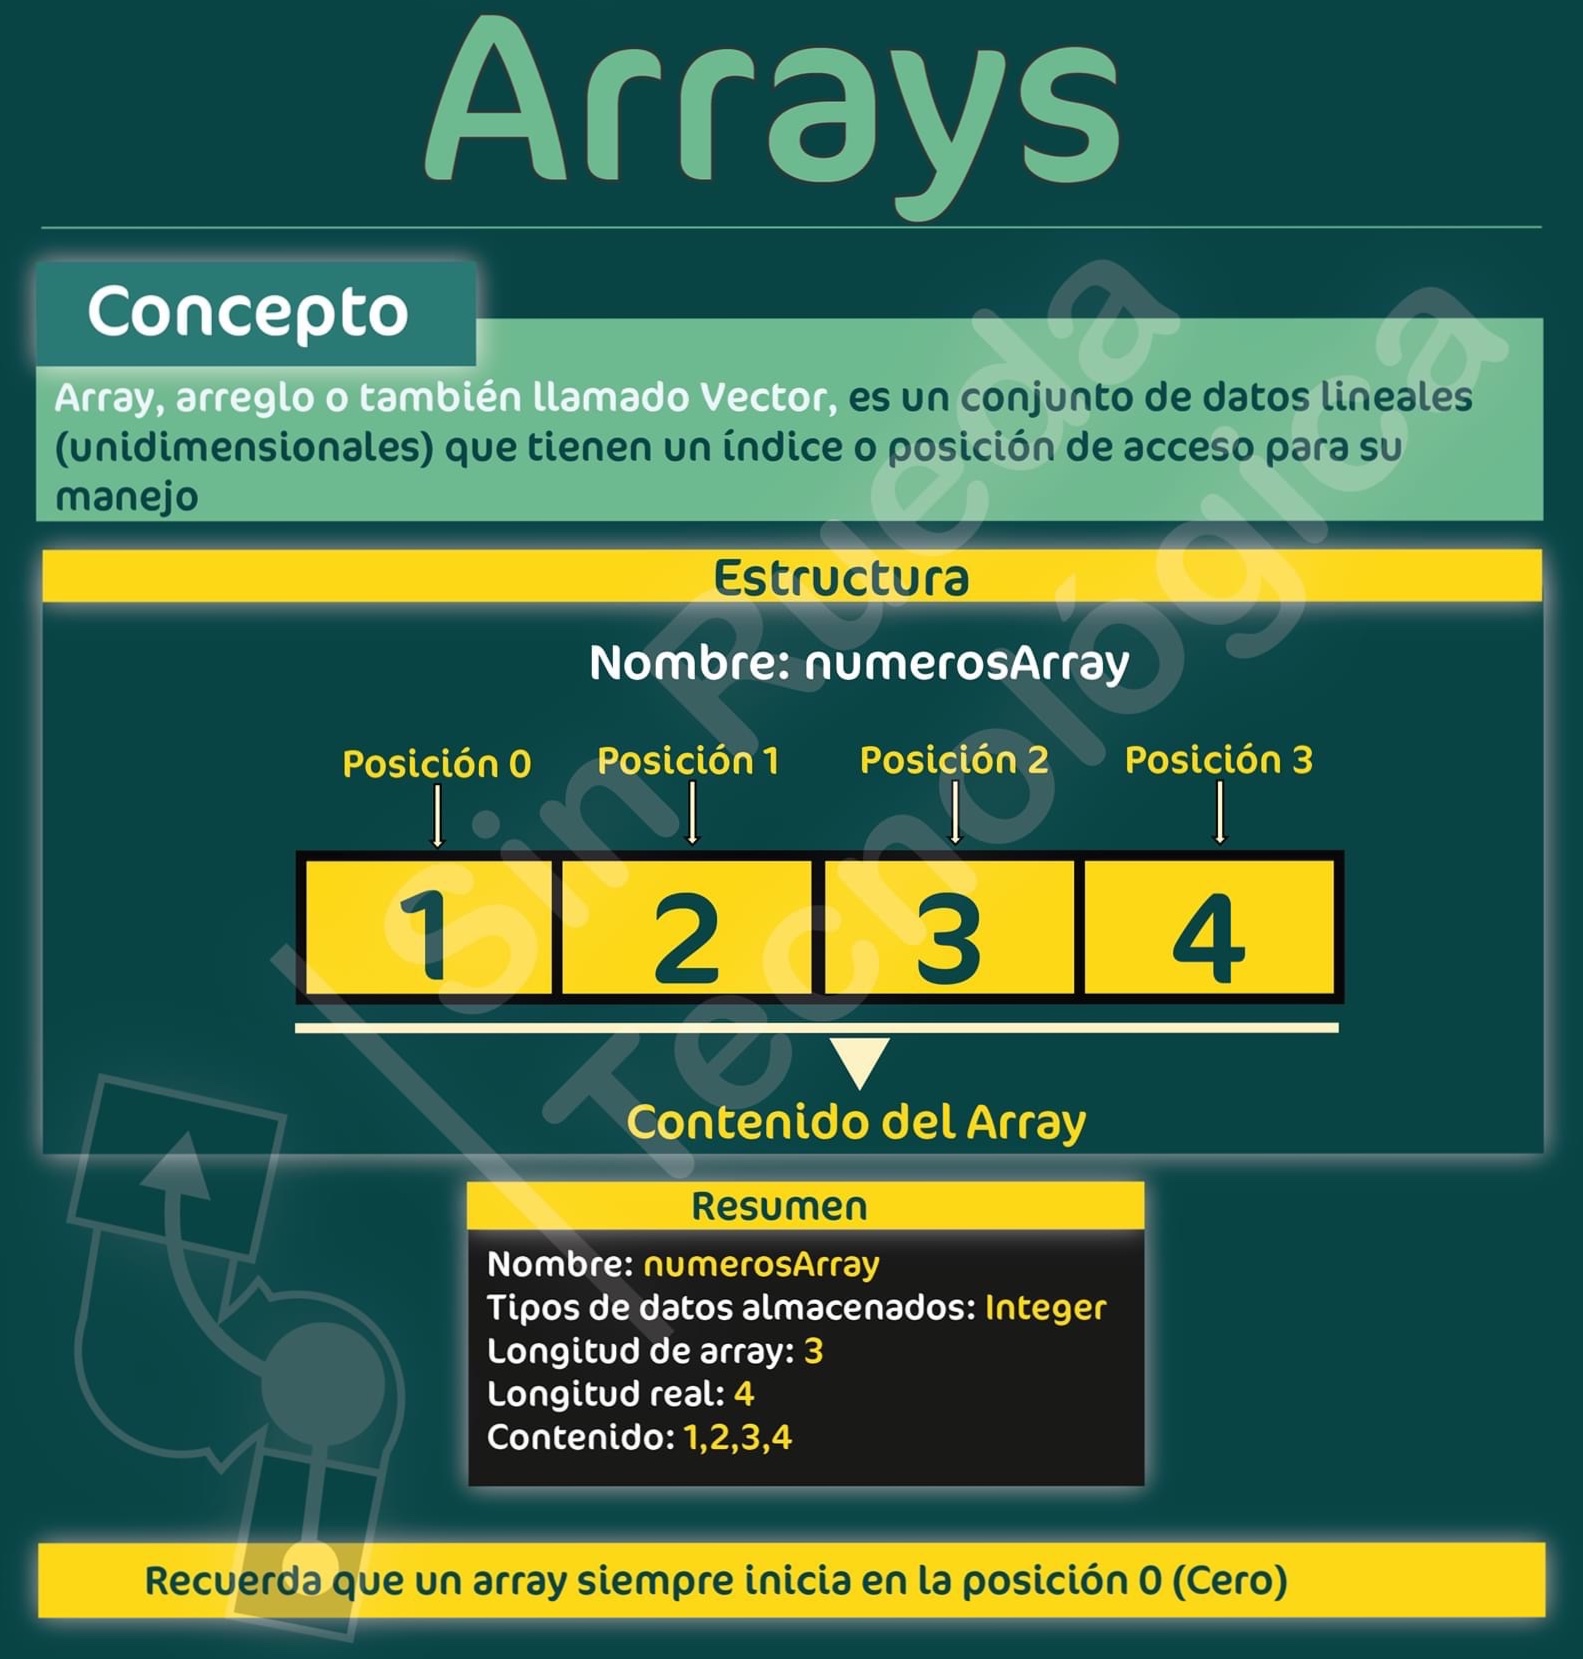 Arrays
Concepto
Array, arreglo o también llamado Vector, es un conjunto de datos lineales
(unidimensionales) que tienen un índice o posición de acceso para su
manejo
Estructura
Nombre: numerosArray
Posición 0 Posición 1 Posición 2 Posición 3
1 2 3 4
Contenido del Array
Resumen
Nombre: numerosArray
Tipos de datos almacenados: Integer
Longitud de array: 3
Longitud real: 4
Contenido: 1,2,3,4
Recuerda que un array siempre inicia en la posición 0 (Cero)
Sin Rueda
Tecnológica